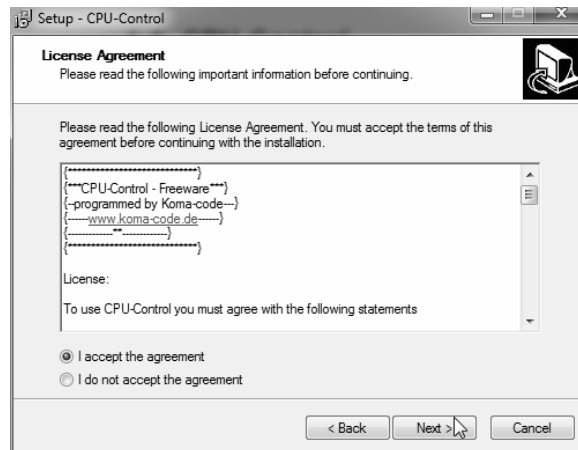 Setup - CPU-Control
License Agreement
Please read the following important information before continuing.
Please read the following License Agreement. You must accept the terms of this
agreement before continuing with the installation.
{****************************}
{***CPU-Control - Freeware***}
{--programmed by Koma-code---}
{------www.koma-code.de------}
{-------------**-------------}
{****************************}
License:
To use CPU-Control you must agree with the following statements
I accept the agreement
I do not accept the agreement
< Back
Next >
Cancel